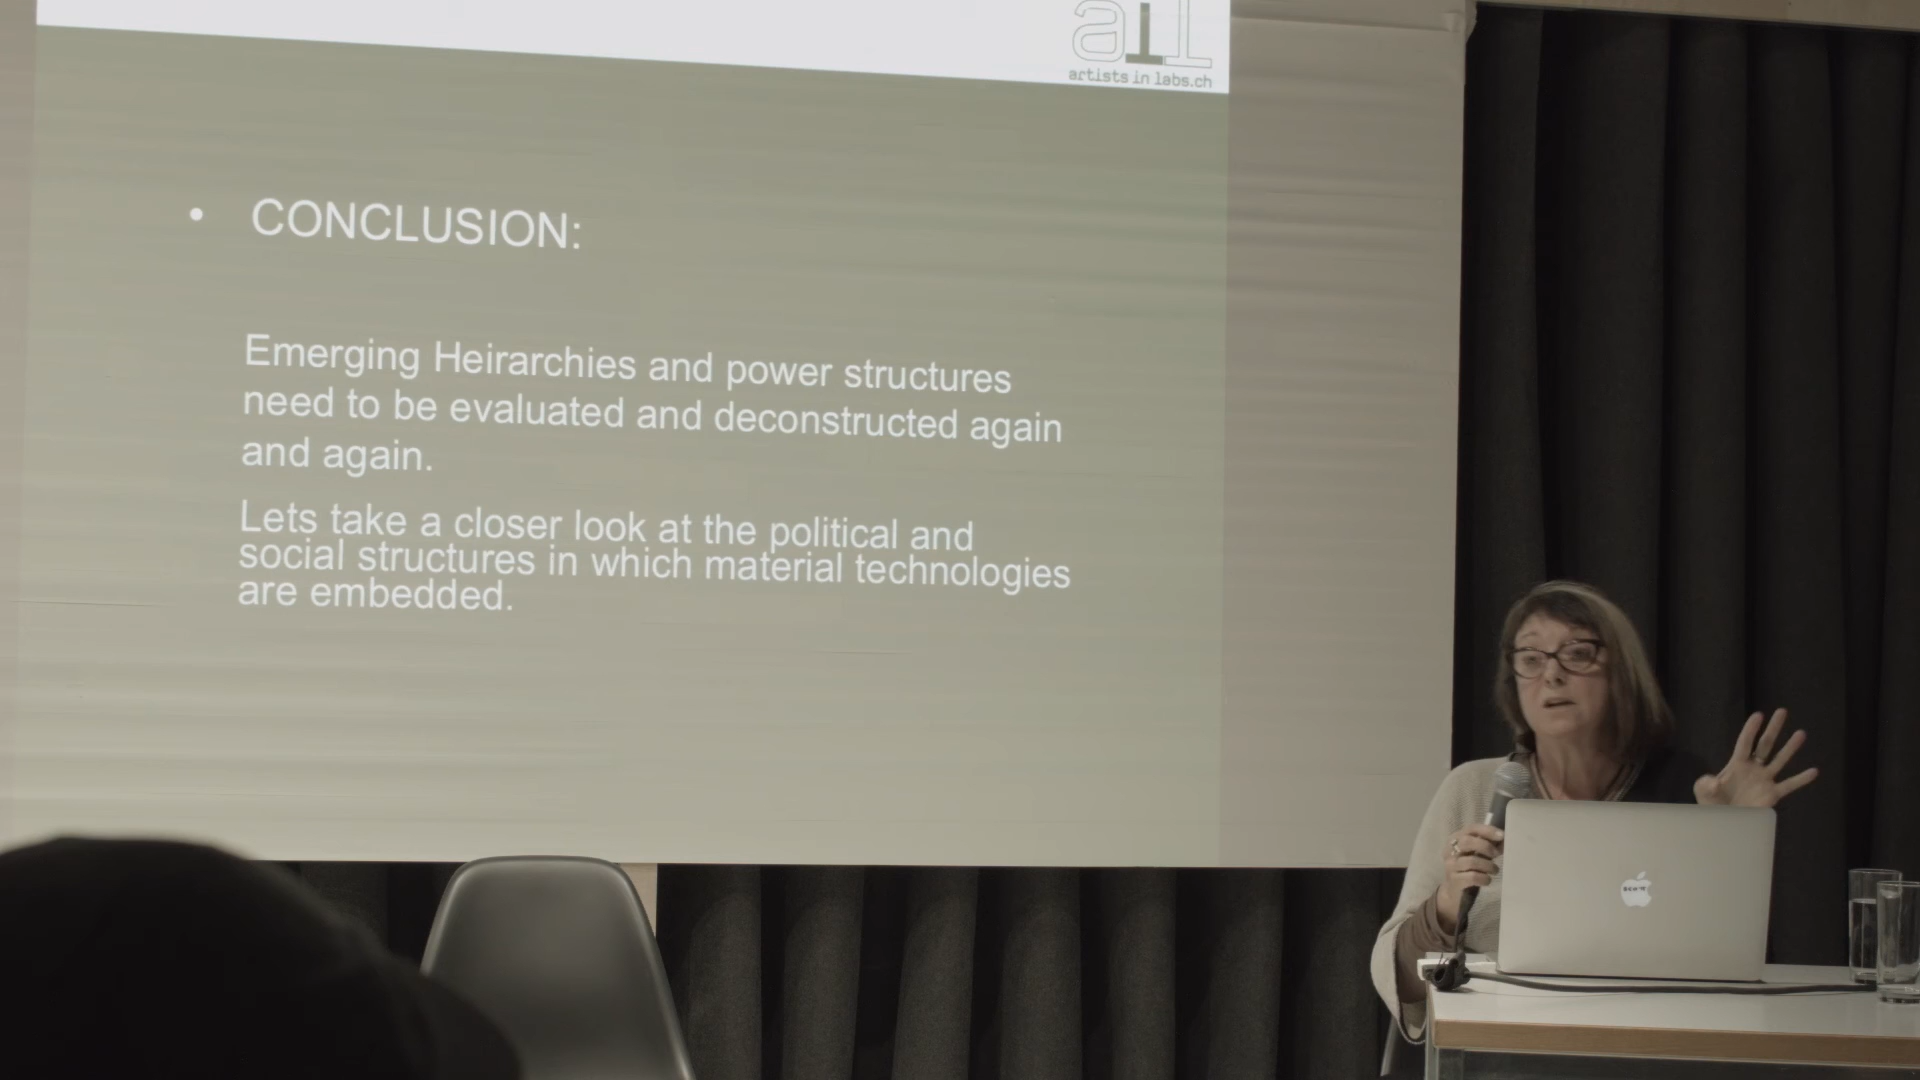 ail
artists in labs.ch
• CONCLUSION:
Emerging Heirarchies and power structures
need to be evaluated and deconstructed again
and again.
Lets take a closer look at the political and
social structures in which material technologies
are embedded.